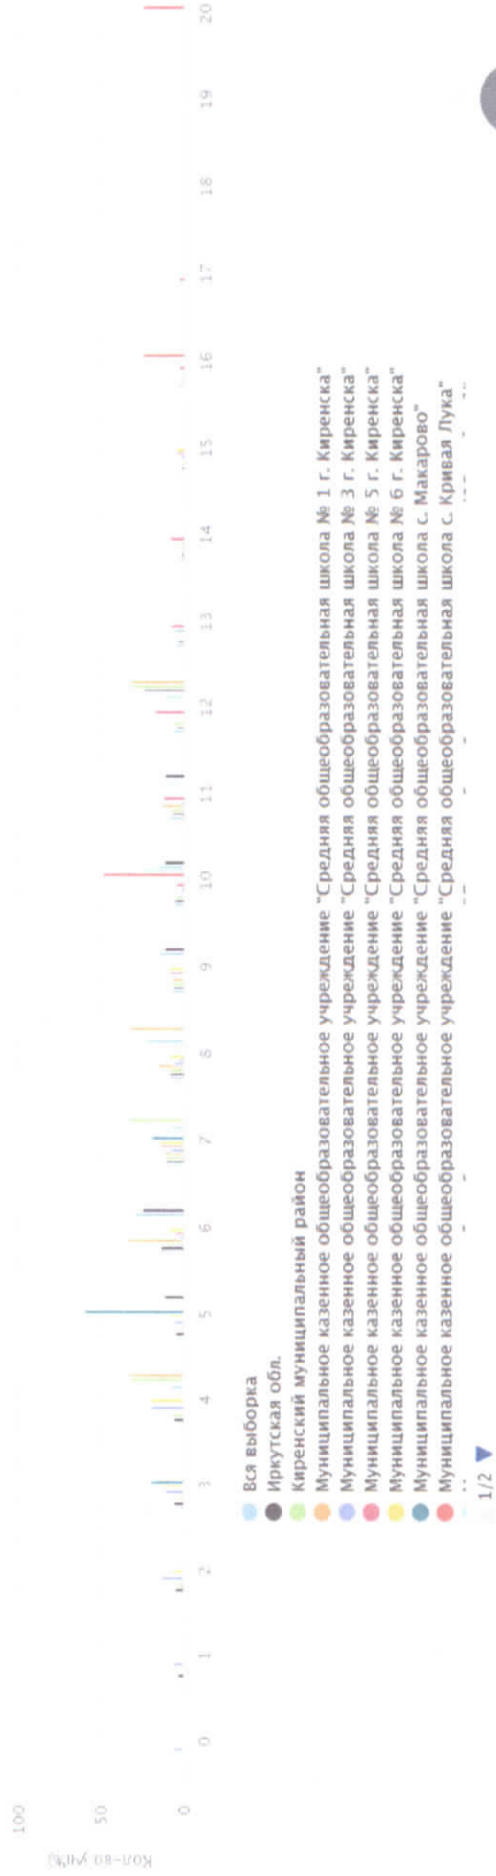 Кол-во уч(%)
100
50
0
0 1 2 3 4 5 6 7 8 9 10 11 12 13 14 15 16 17 18 19 20
Вся выборка
Иркутская обл.
Киренский муниципальный район
Муниципальное казенное общеобразовательное учреждение "Средняя общеобразовательная школа № 1 г. Киренска"
Муниципальное казенное общеобразовательное учреждение "Средняя общеобразовательная школа № 3 г. Киренска"
Муниципальное казенное общеобразовательное учреждение "Средняя общеобразовательная школа № 5 г. Киренска"
Муниципальное казенное общеобразовательное учреждение "Средняя общеобразовательная школа № 6 г. Киренска"
Муниципальное казенное общеобразовательное учреждение "Средняя общеобразовательная школа с. Макарово"
Муниципальное казенное общеобразовательное учреждение "Средняя общеобразовательная школа с. Кривая Лука"
1/2